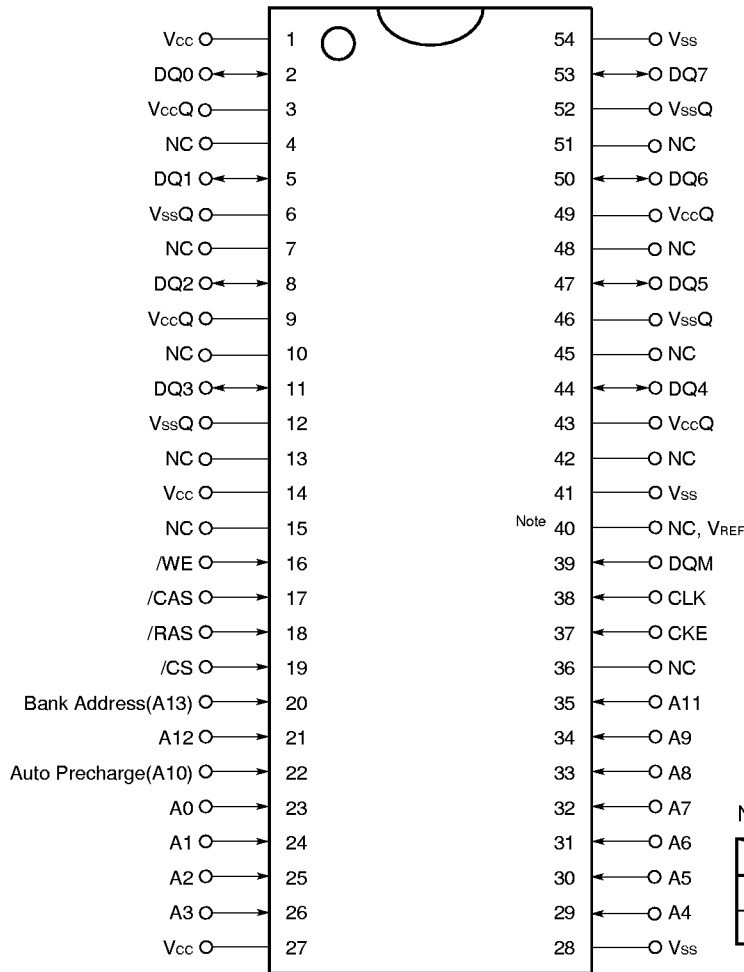 Vcc 1 54 Vss
DQ0 2 53 DQ7
VccQ 3 52 VssQ
NC 4 51 NC
DQ1 5 50 DQ6
VssQ 6 49 VccQ
NC 7 48 NC
DQ2 8 47 DQ5
VccQ 9 46 VssQ
NC 10 45 NC
DQ3 11 44 DQ4
VssQ 12 43 VccQ
NC 13 42 NC
Vcc 14 41 Vss
NC 15 Note 40 NC, VREF
/WE 16 39 DQM
/CAS 17 38 CLK
/RAS 18 37 CKE
/CS 19 36 NC
Bank Address(A13) 20 35 A11
A12 21 34 A9
Auto Precharge(A10) 22 33 A8
A0 23 32 A7
A1 24 31 A6
A2 25 30 A5
A3 26 29 A4
Vcc 27 28 Vss